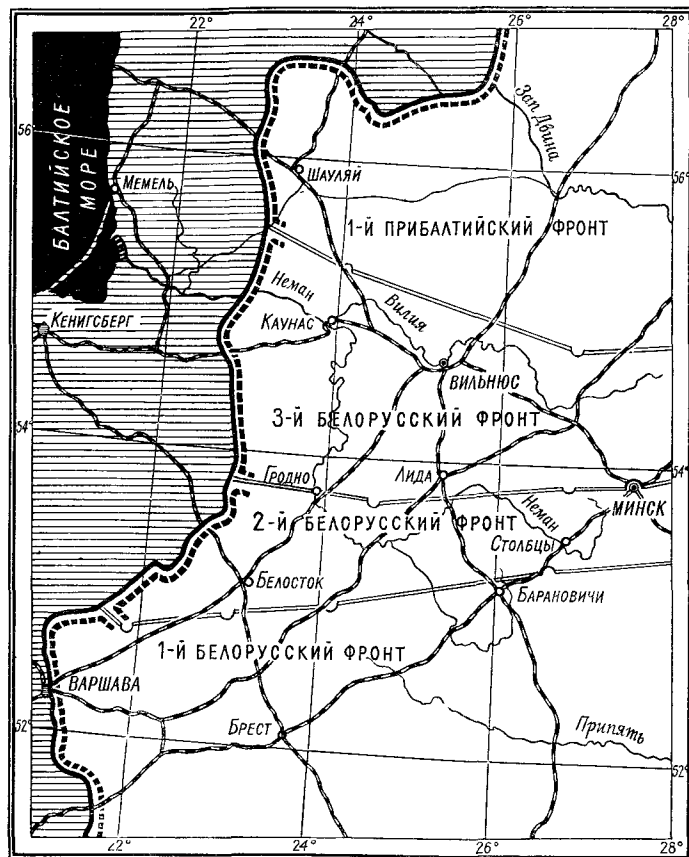 22°
24°
26°
28°
БАЛТИЙСКОЕ
МОРЕ
56°
Зап. Двина
56°
ШАУЛЯЙ
МЕМЕЛЬ
1-Й ПРИБАЛТИЙСКИЙ ФРОНТ
Неман
Вилия
КЕНИГСБЕРГ
КАУНАС
ВИЛЬНЮС
3-Й БЕЛОРУССКИЙ ФРОНТ
54°
54°
ГРОДНО
ЛИДА
МИНСК
2-Й БЕЛОРУССКИЙ ФРОНТ
Неман
СТОЛБЦЫ
БЕЛОСТОК
БАРАНОВИЧИ
1-Й БЕЛОРУССКИЙ ФРОНТ
ВАРШАВА
52°
БРЕСТ
Припять
52°
22°
24°
26°
28°